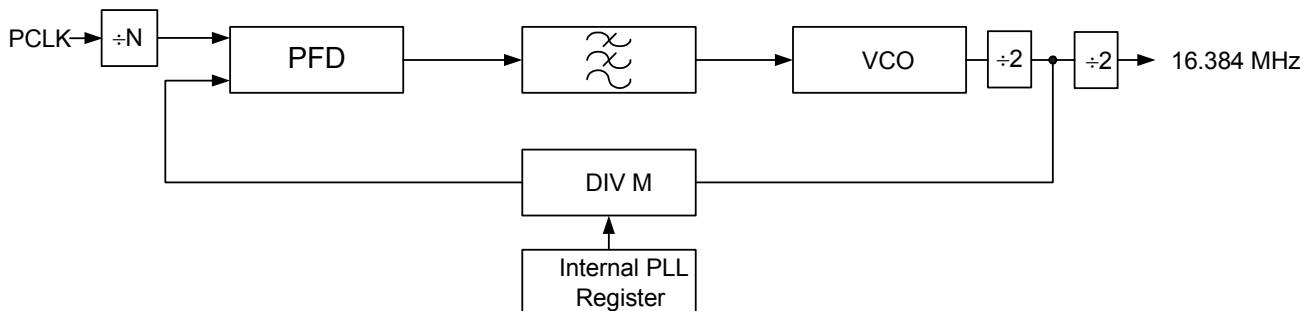 PCLK
÷N
PFD
VCO
÷2
÷2
16.384 MHz
DIV M
Internal PLL
Register